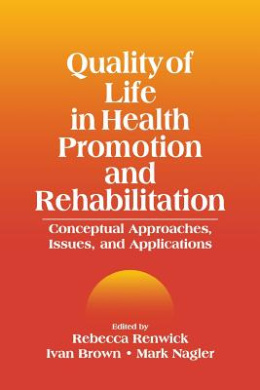 Quality of
Life
in Health
Promotion
and
Rehabilitation
Conceptual Approaches,
Issues, and Applications
Edited by
Rebecca Renwick
Ivan Brown • Mark Nagler